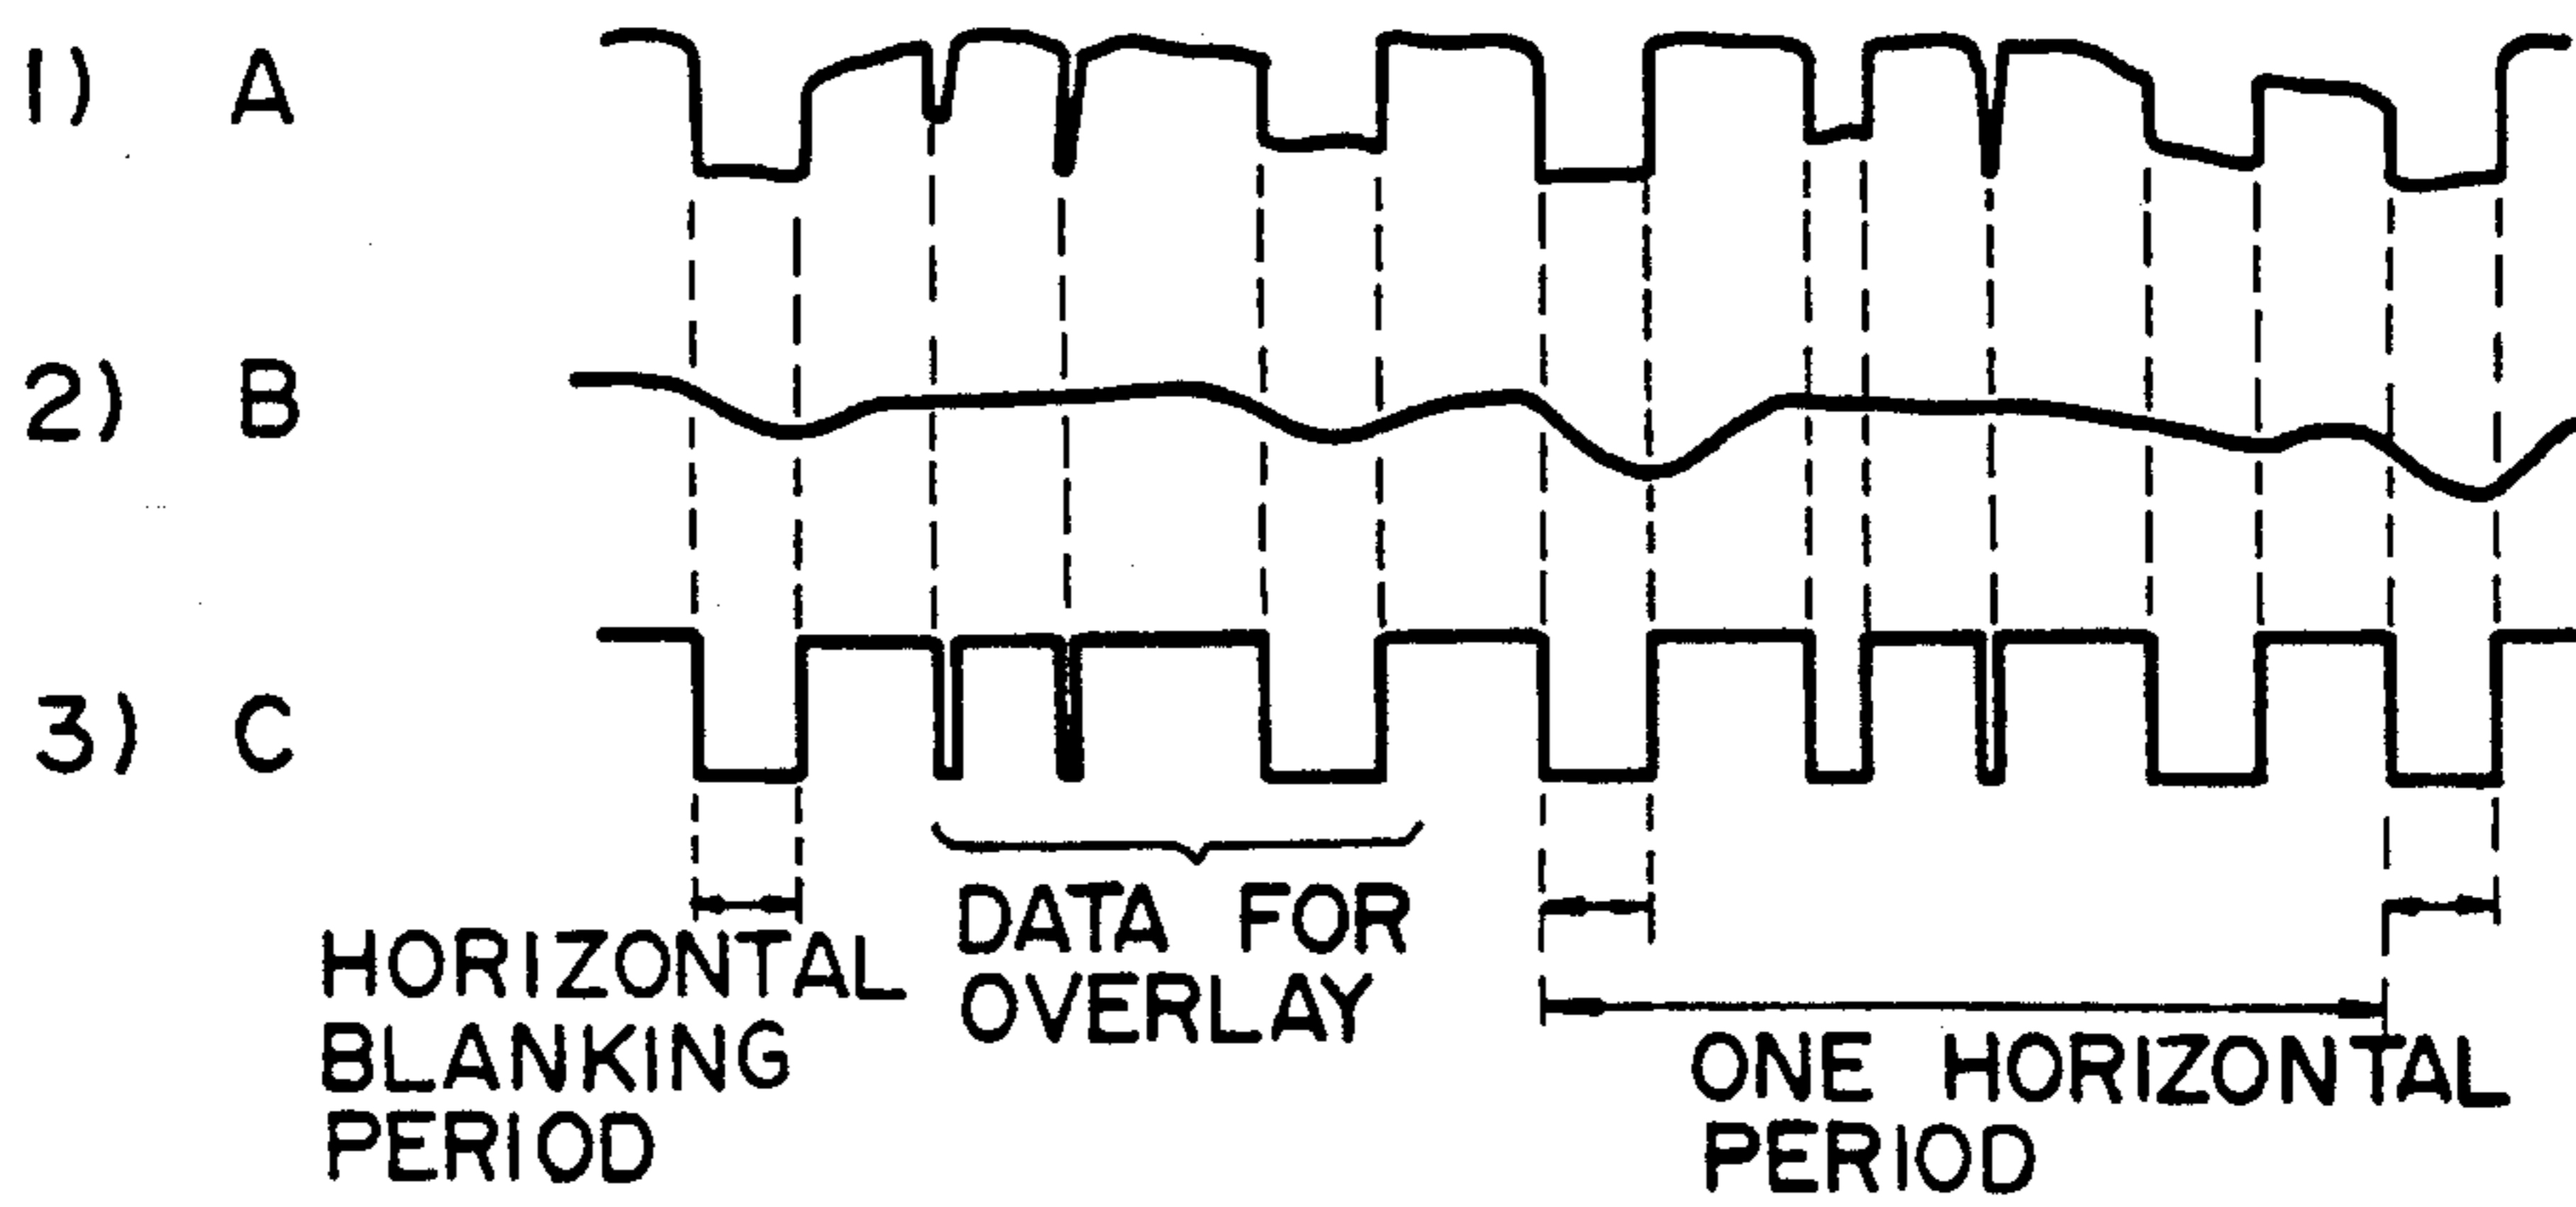 1) A
2) B
3) C
HORIZONTAL
BLANKING
PERIOD
DATA FOR
OVERLAY
ONE HORIZONTAL
PERIOD